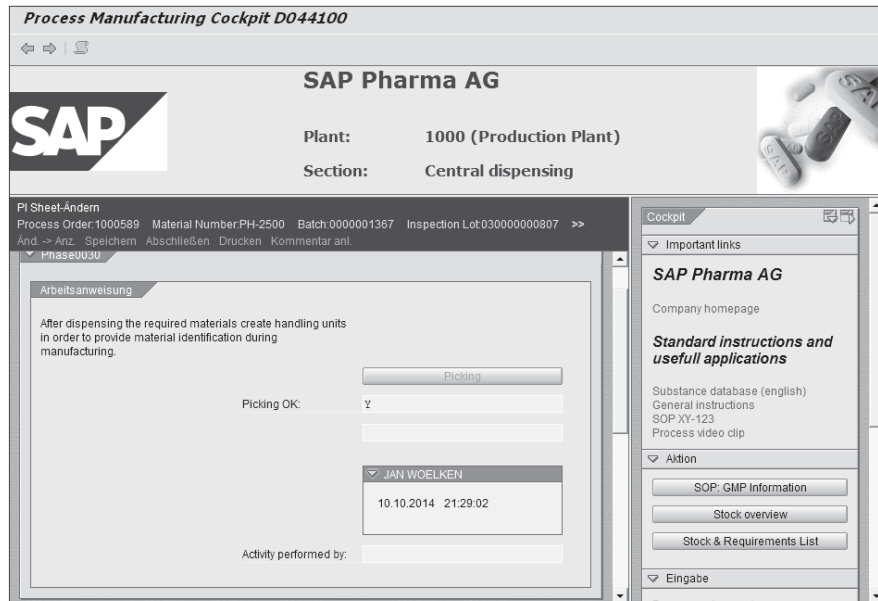 Process Manufacturing Cockpit D044100
SAP Pharma AG
SAP
Plant: 1000 (Production Plant)
Section: Central dispensing
PI Sheet-Ändern
Process Order:1000589 Material Number:PH-2500 Batch:0000001367 Inspection Lot:030000000807 >>
Änd. -> Anz. Speichern Abschließen Drucken Kommentar anl.
Phase0030
Arbeitsanweisung
After dispensing the required materials create handling units
in order to provide material identification during
manufacturing.
Picking
Picking OK: Y
JAN WOELKEN
10.10.2014 21:29:02
Activity performed by:
Cockpit
Important links
SAP Pharma AG
Company homepage
Standard instructions and
usefull applications
Substance database (english)
General instructions
SOP XY-123
Process video clip
Aktion
SOP: GMP Information
Stock overview
Stock & Requirements List
Eingabe